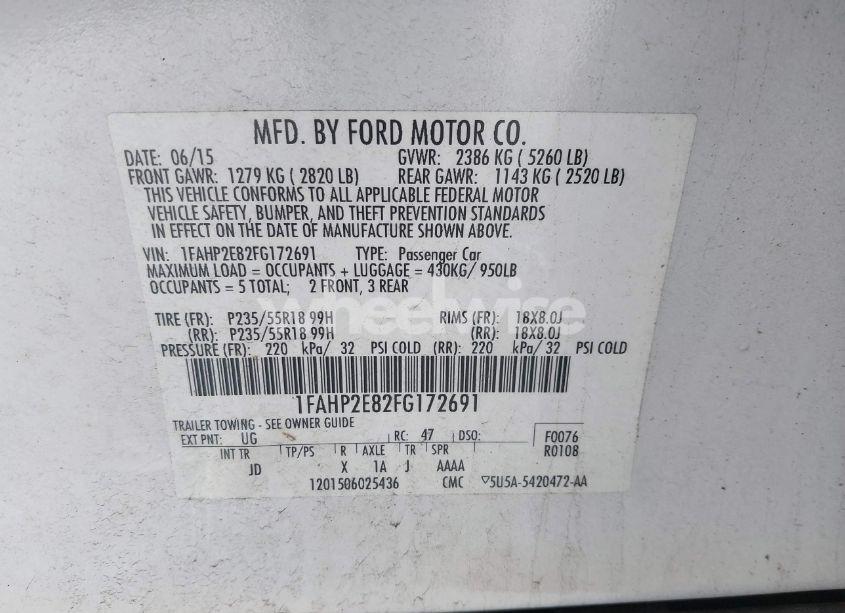 MFD. BY FORD MOTOR CO.
DATE: 06/15 GVWR: 2386 KG ( 5260 LB)
FRONT GAWR: 1279 KG ( 2820 LB) REAR GAWR: 1143 KG ( 2520 LB)
THIS VEHICLE CONFORMS TO ALL APPLICABLE FEDERAL MOTOR
VEHICLE SAFETY, BUMPER, AND THEFT PREVENTION STANDARDS
IN EFFECT ON THE DATE OF MANUFACTURE SHOWN ABOVE.
VIN: 1FAHP2E82FG172691 TYPE: Passenger Car
MAXIMUM LOAD = OCCUPANTS + LUGGAGE = 430KG/ 950LB
OCCUPANTS = 5 TOTAL; 2 FRONT, 3 REAR
wheelwise
TIRE (FR): P235/55R18 99H RIMS (FR): 18X8.0J
(RR): P235/55R18 99H (RR): 18X8.0J
PRESSURE (FR): 220 kPa/ 32 PSI COLD (RR): 220 kPa/ 32 PSI COLD
1FAHP2E82FG172691
TRAILER TOWING - SEE OWNER GUIDE
EXT PNT: UG RC: 47 DSO: F0076
INT TR TP/PS R AXLE TR SPR R0108
JD X 1A J AAAA
1201506025436 CMC ▽5U5A-5420472-AA